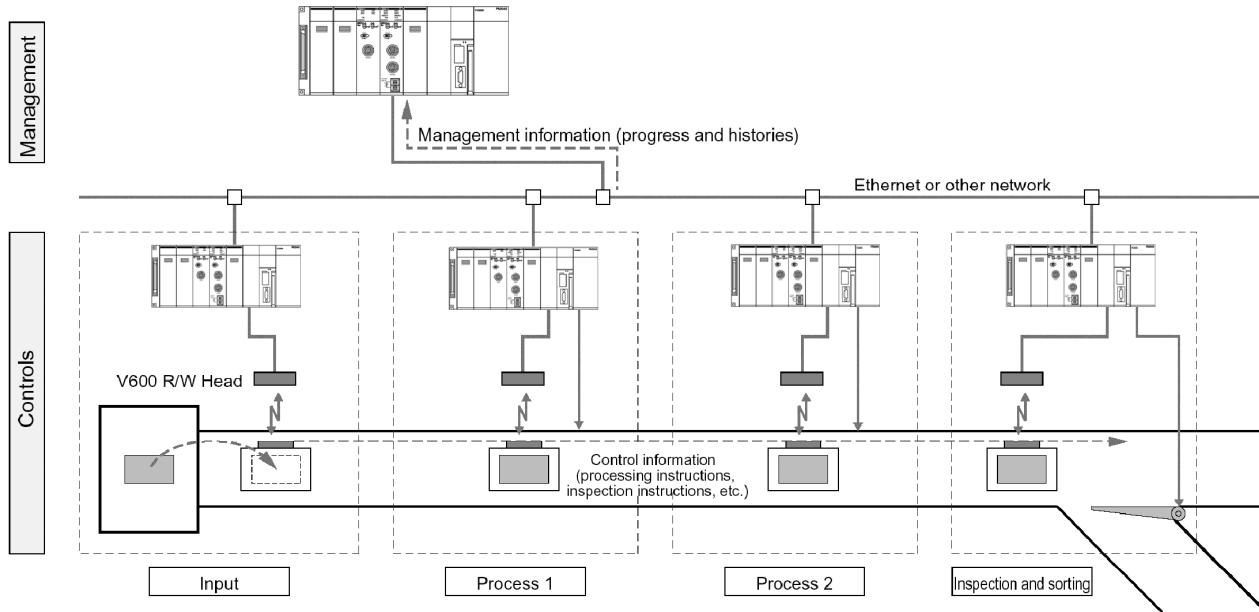 Management
Management information (progress and histories)
Ethernet or other network
Controls
V600 R/W Head
Control information
(processing instructions,
inspection instructions, etc.)
Input
Process 1
Process 2
Inspection and sorting